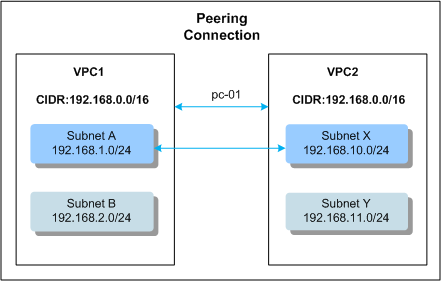 Peering
Connection
VPC1
CIDR:192.168.0.0/16
Subnet A
192.168.1.0/24
Subnet B
192.168.2.0/24
pc-01
VPC2
CIDR:192.168.0.0/16
Subnet X
192.168.10.0/24
Subnet Y
192.168.11.0/24